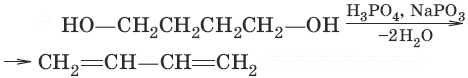 HO—CH₂CH₂CH₂CH₂—OH H₃PO₄, NaPO₃ −2H₂O
→ CH₂=CH—CH=CH₂